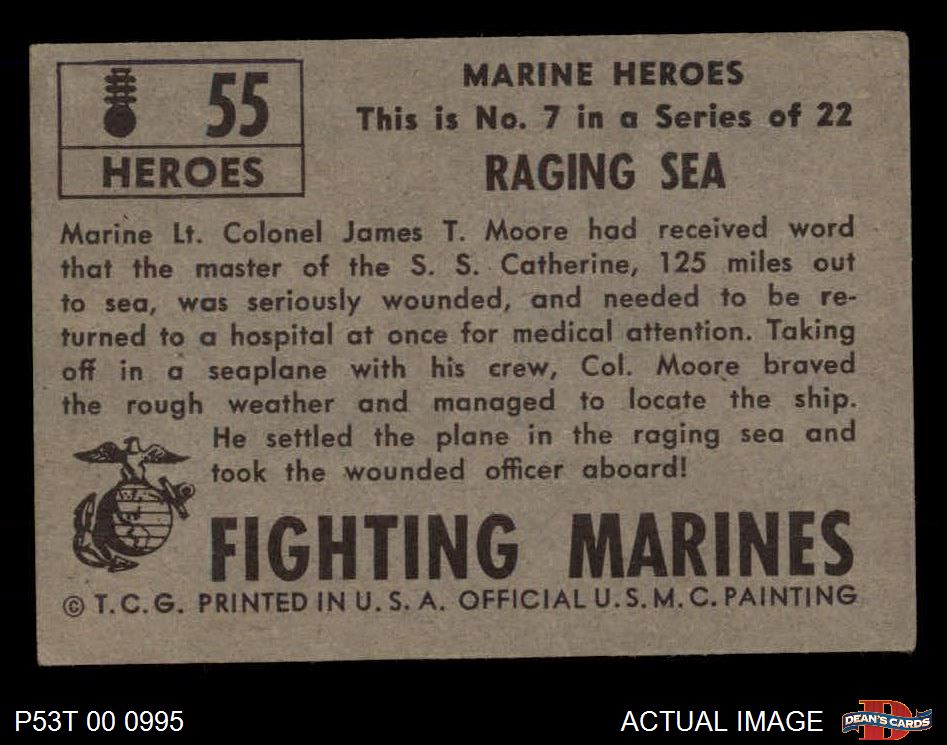 55
HEROES
MARINE HEROES
This is No. 7 in a Series of 22
RAGING SEA
Marine Lt. Colonel James T. Moore had received word
that the master of the S. S. Catherine, 125 miles out
to sea, was seriously wounded, and needed to be re-
turned to a hospital at once for medical attention. Taking
off in a seaplane with his crew, Col. Moore braved
the rough weather and managed to locate the ship.
He settled the plane in the raging sea and
took the wounded officer aboard!
FIGHTING MARINES
© T.C.G. PRINTED IN U.S.A. OFFICIAL U.S.M.C. PAINTING
P53T 00 0995
ACTUAL IMAGE
DEAN'S CARDS